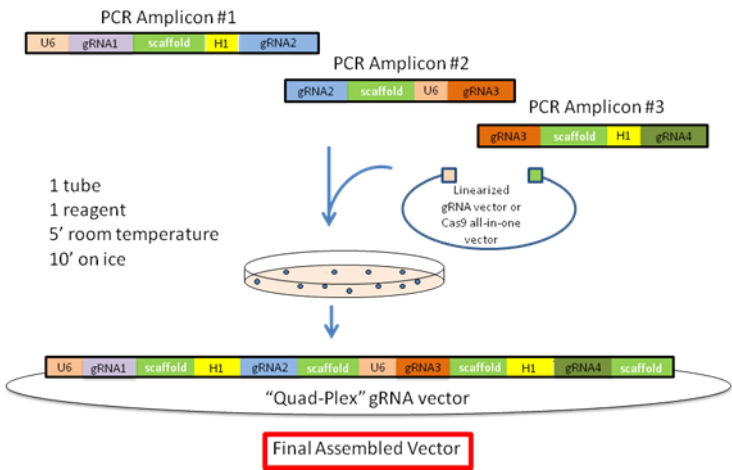 PCR Amplicon #1
U6 gRNA1 scaffold H1 gRNA2
PCR Amplicon #2
gRNA2 scaffold U6 gRNA3
PCR Amplicon #3
gRNA3 scaffold H1 gRNA4
1 tube
1 reagent
5' room temperature
10' on ice
Linearized
gRNA vector or
Cas9 all-in-one
vector
U6 gRNA1 scaffold H1 gRNA2 scaffold U6 gRNA3 scaffold H1 gRNA4 scaffold
“Quad-Plex” gRNA vector
Final Assembled Vector